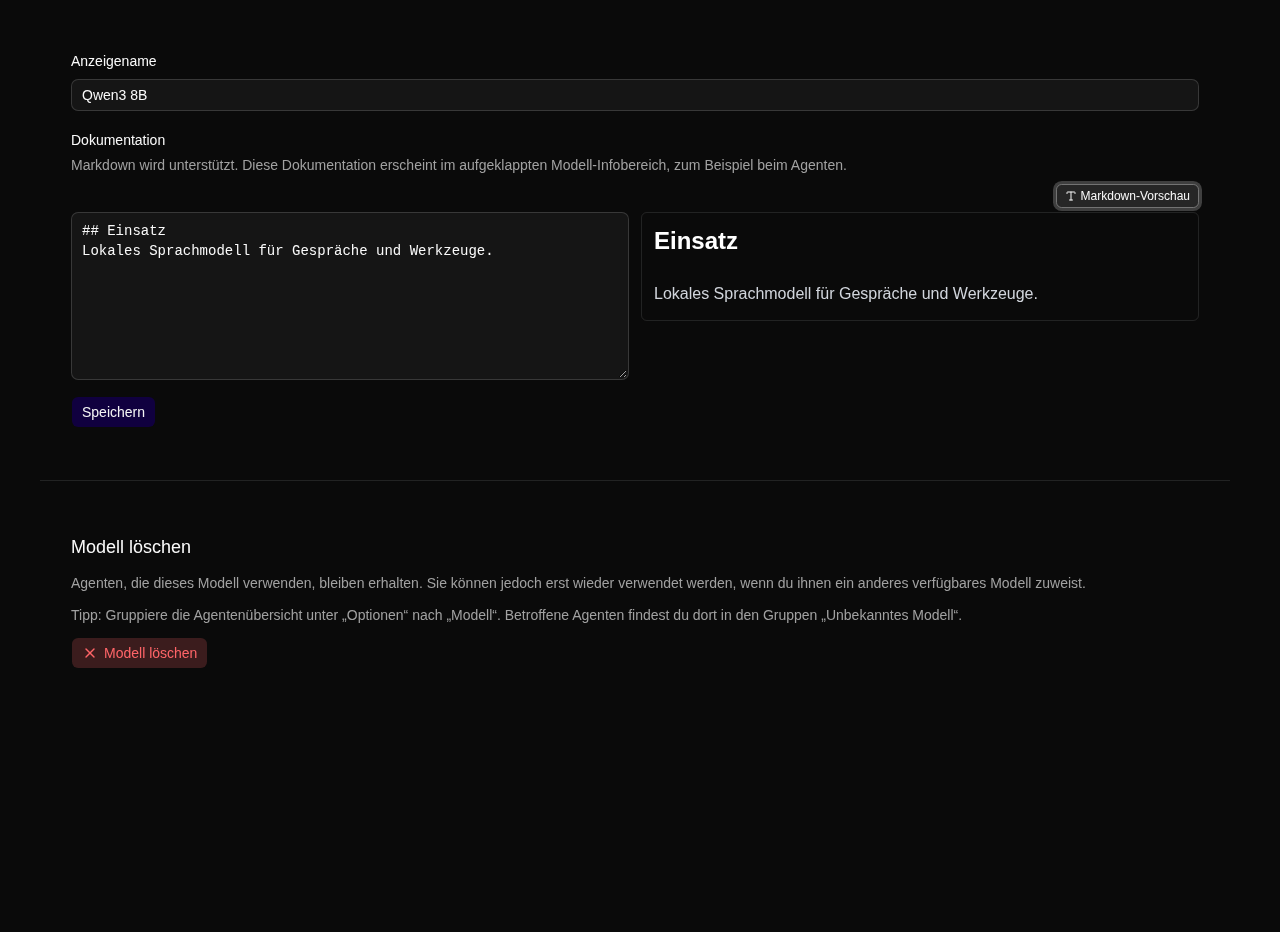 Anzeigename
Qwen3 8B
Dokumentation
Markdown wird unterstützt. Diese Dokumentation erscheint im aufgeklappten Modell-Infobereich, zum Beispiel beim Agenten.
Markdown-Vorschau
## Einsatz
Lokales Sprachmodell für Gespräche und Werkzeuge.
Einsatz
Lokales Sprachmodell für Gespräche und Werkzeuge.
Speichern
Modell löschen
Agenten, die dieses Modell verwenden, bleiben erhalten. Sie können jedoch erst wieder verwendet werden, wenn du ihnen ein anderes verfügbares Modell zuweist.
Tipp: Gruppiere die Agentenübersicht unter „Optionen“ nach „Modell“. Betroffene Agenten findest du dort in den Gruppen „Unbekanntes Modell“.
Modell löschen